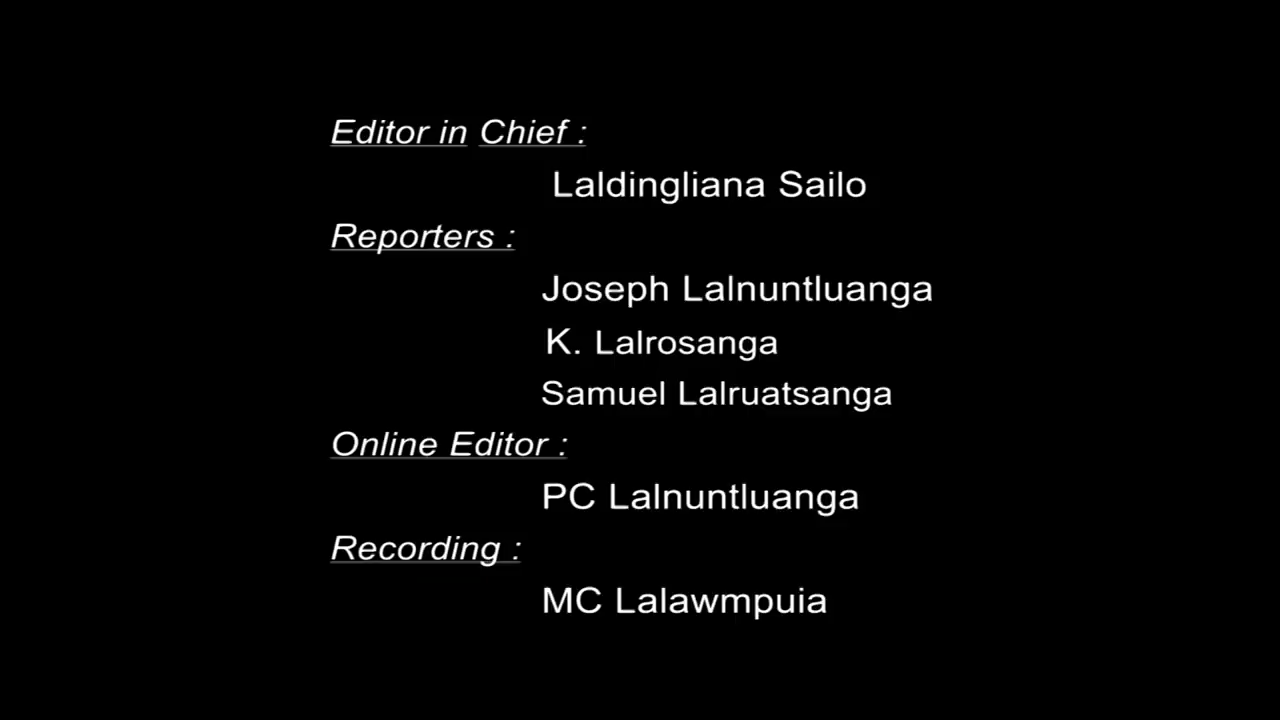 Editor in Chief :
Laldingliana Sailo
Reporters :
Joseph Lalnuntluanga
K. Lalrosanga
Samuel Lalruatsanga
Online Editor :
PC Lalnuntluanga
Recording :
MC Lalawmpuia